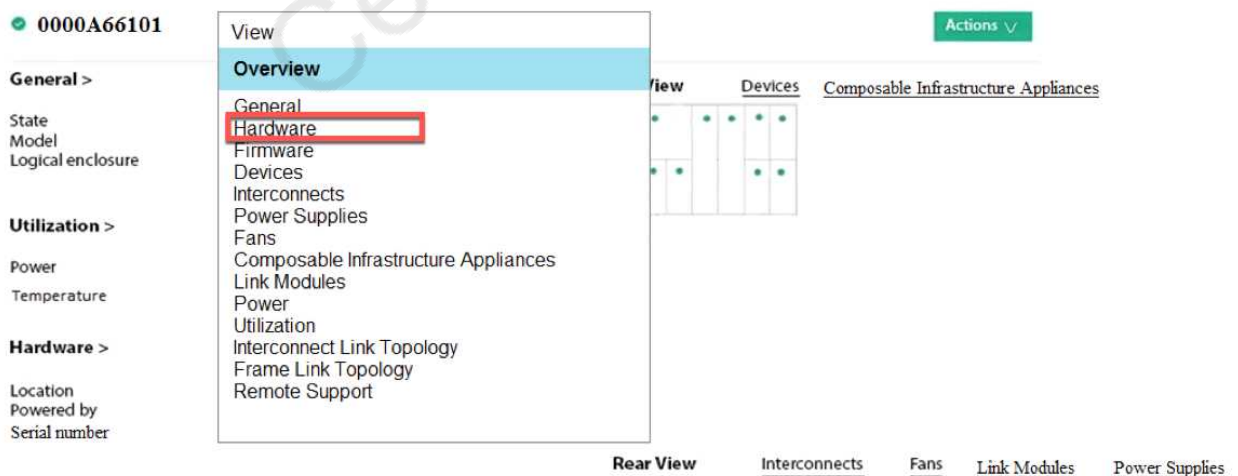 0000A66101
Actions
General >
State
Model
Logical enclosure
Utilization >
Power
Temperature
Hardware >
Location
Powered by
Serial number
View
Overview
General
Hardware
Firmware
Devices
Interconnects
Power Supplies
Fans
Composable Infrastructure Appliances
Link Modules
Power
Utilization
Interconnect Link Topology
Frame Link Topology
Remote Support
View Devices Composable Infrastructure Appliances
Rear View Interconnects Fans Link Modules Power Supplies